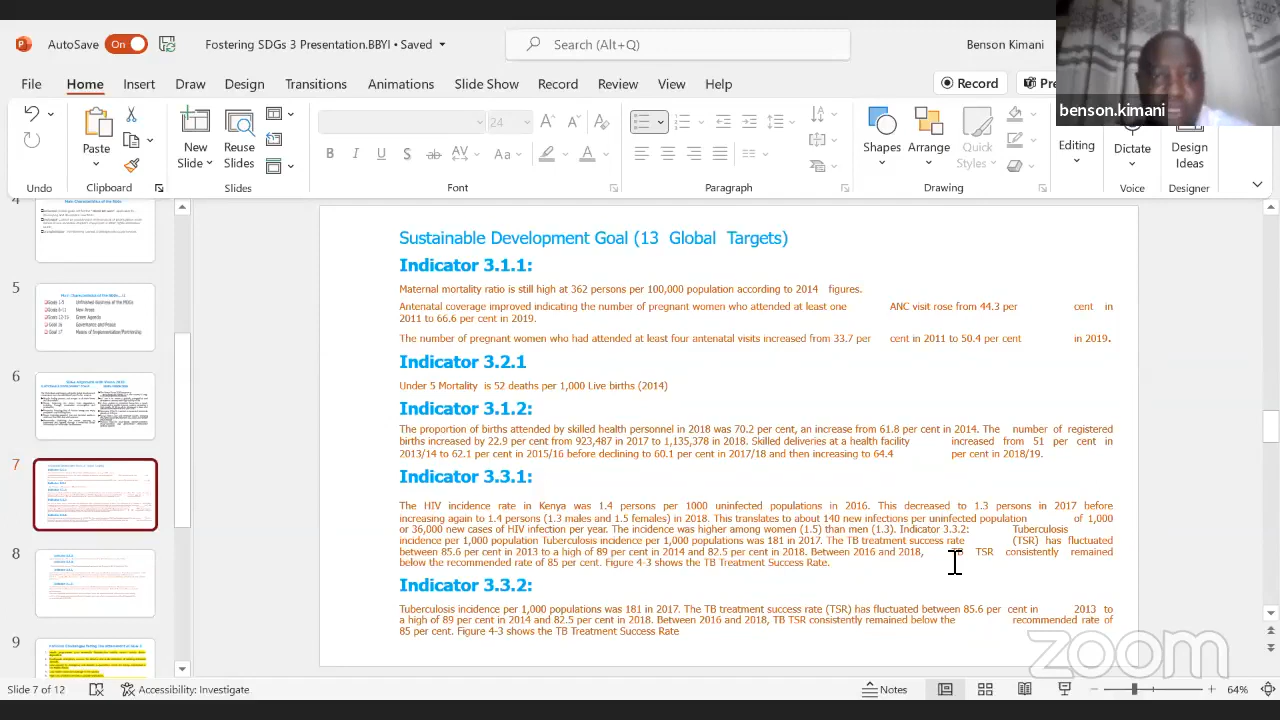 AutoSave On Fostering SDGs 3 Presentation.BBYI • Saved Search (Alt+Q) Benson Kimani
File Home Insert Draw Design Transitions Animations Slide Show Record Review View Help Record Pre
benson.kimani
24
Paste New Slide Reuse Slides Shapes Arrange Quick Styles Editing Dictate Design Ideas
Undo Clipboard Slides Font Paragraph Drawing Voice Designer
4
5
6
7
8
9
Sustainable Development Goal (13 Global Targets)
Indicator 3.1.1:
Maternal mortality ratio is still high at 362 persons per 100,000 population according to 2014 figures.
Antenatal coverage improved indicating the number of pregnant women who attended at least one ANC visit rose from 44.3 per cent in
2011 to 66.6 per cent in 2019.
The number of pregnant women who had attended at least four antenatal visits increased from 33.7 per cent in 2011 to 50.4 per cent in 2019.
Indicator 3.2.1
Under 5 Mortality is at 52 deaths per 1,000 Live births (2014)
Indicator 3.1.2:
The proportion of births attended by skilled health personnel in 2018 was 70.2 per cent, an increase from 61.8 per cent in 2014. The number of registered
births increased by 22.9 per cent from 923,487 in 2017 to 1,135,378 in 2018. Skilled deliveries at a health facility increased from 51 per cent in
2013/14 to 62.1 per cent in 2015/16 before declining to 60.1 per cent in 2017/18 and then increasing to 64.4 per cent in 2018/19.
Indicator 3.3.1:
The HIV incidence rate in Kenya was 1.4 persons per 1000 uninfected populations in 2016. This decreased to 1.3 persons in 2017 before
increasing again to 1.4 persons (1.3 males and 1.5 females) in 2018. This translates to about 140 new infections per uninfected population of 1,000
or 36,000 new cases of HIV infection per year. The incidence was higher among women (1.5) than men (1.3). Indicator 3.3.2: Tuberculosis
incidence per 1,000 population Tuberculosis incidence per 1,000 populations was 181 in 2017. The TB treatment success rate (TSR) has fluctuated
between 85.6 per cent in 2013 to a high of 89 per cent in 2014 and 82.5 per cent in 2018. Between 2016 and 2018, TB TSR consistently remained
below the recommended rate of 85 per cent. Figure 4-3 shows the TB Treatment Success Rate.
Indicator 3.3.2:
Tuberculosis incidence per 1,000 populations was 181 in 2017. The TB treatment success rate (TSR) has fluctuated between 85.6 per cent in 2013 to
a high of 89 per cent in 2014 and 82.5 per cent in 2018. Between 2016 and 2018, TB TSR consistently remained below the recommended rate of
85 per cent. Figure 4-3 shows the TB Treatment Success Rate
zoom
Slide 7 of 12 Accessibility: Investigate Notes 64%